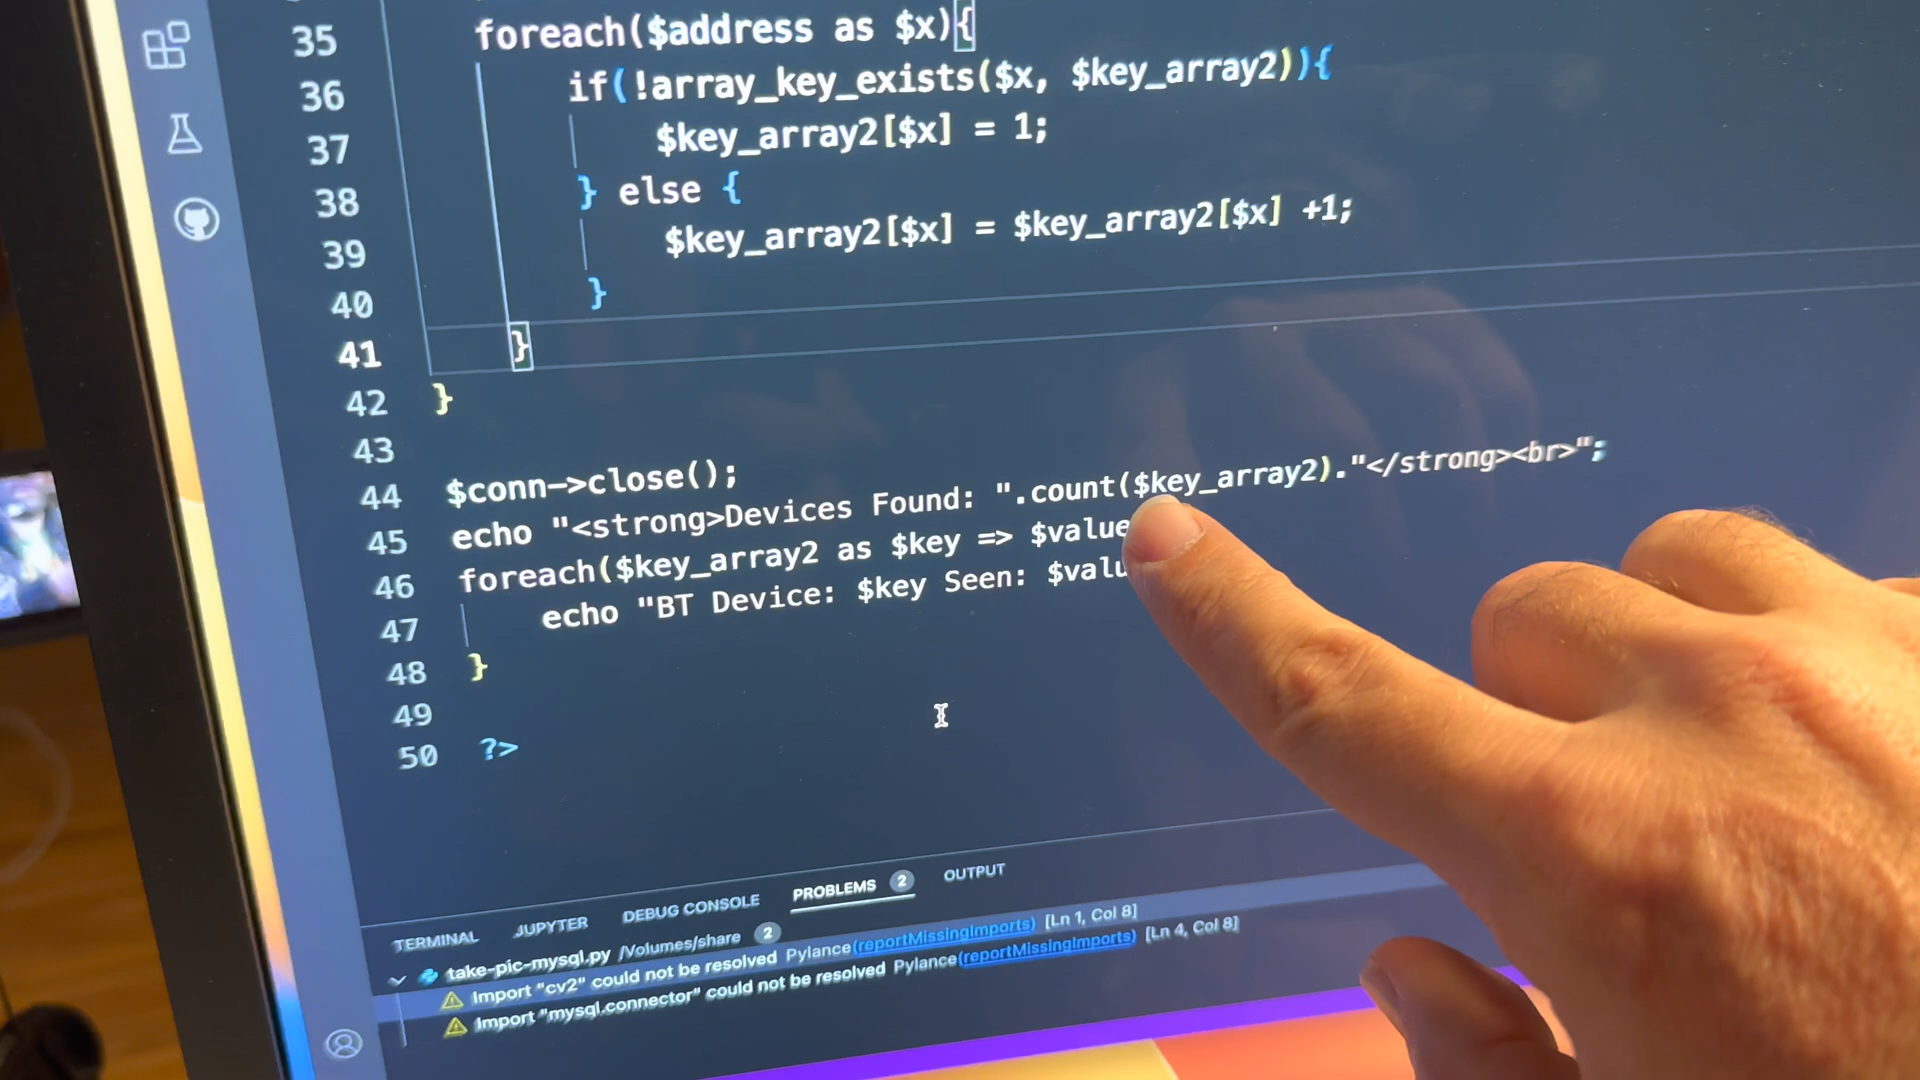 35 foreach($address as $x){
36 if(!array_key_exists($x, $key_array2)){
37 $key_array2[$x] = 1;
38 } else {
39 $key_array2[$x] = $key_array2[$x] +1;
40 }
41 }
42 }
43
44 $conn->close();
45 echo "<strong>Devices Found: ".count($key_array2)."</strong><br>";
46 foreach($key_array2 as $key => $value
47 echo "BT Device: $key Seen: $valu
48 }
49
50 ?>
TERMINAL JUPYTER DEBUG CONSOLE PROBLEMS 2 OUTPUT
take-pic-mysql.py /Volumes/share 2
Import "cv2" could not be resolved Pylance(reportMissingImports) [Ln 1, Col 8]
Import "mysql.connector" could not be resolved Pylance(reportMissingImports) [Ln 4, Col 8]